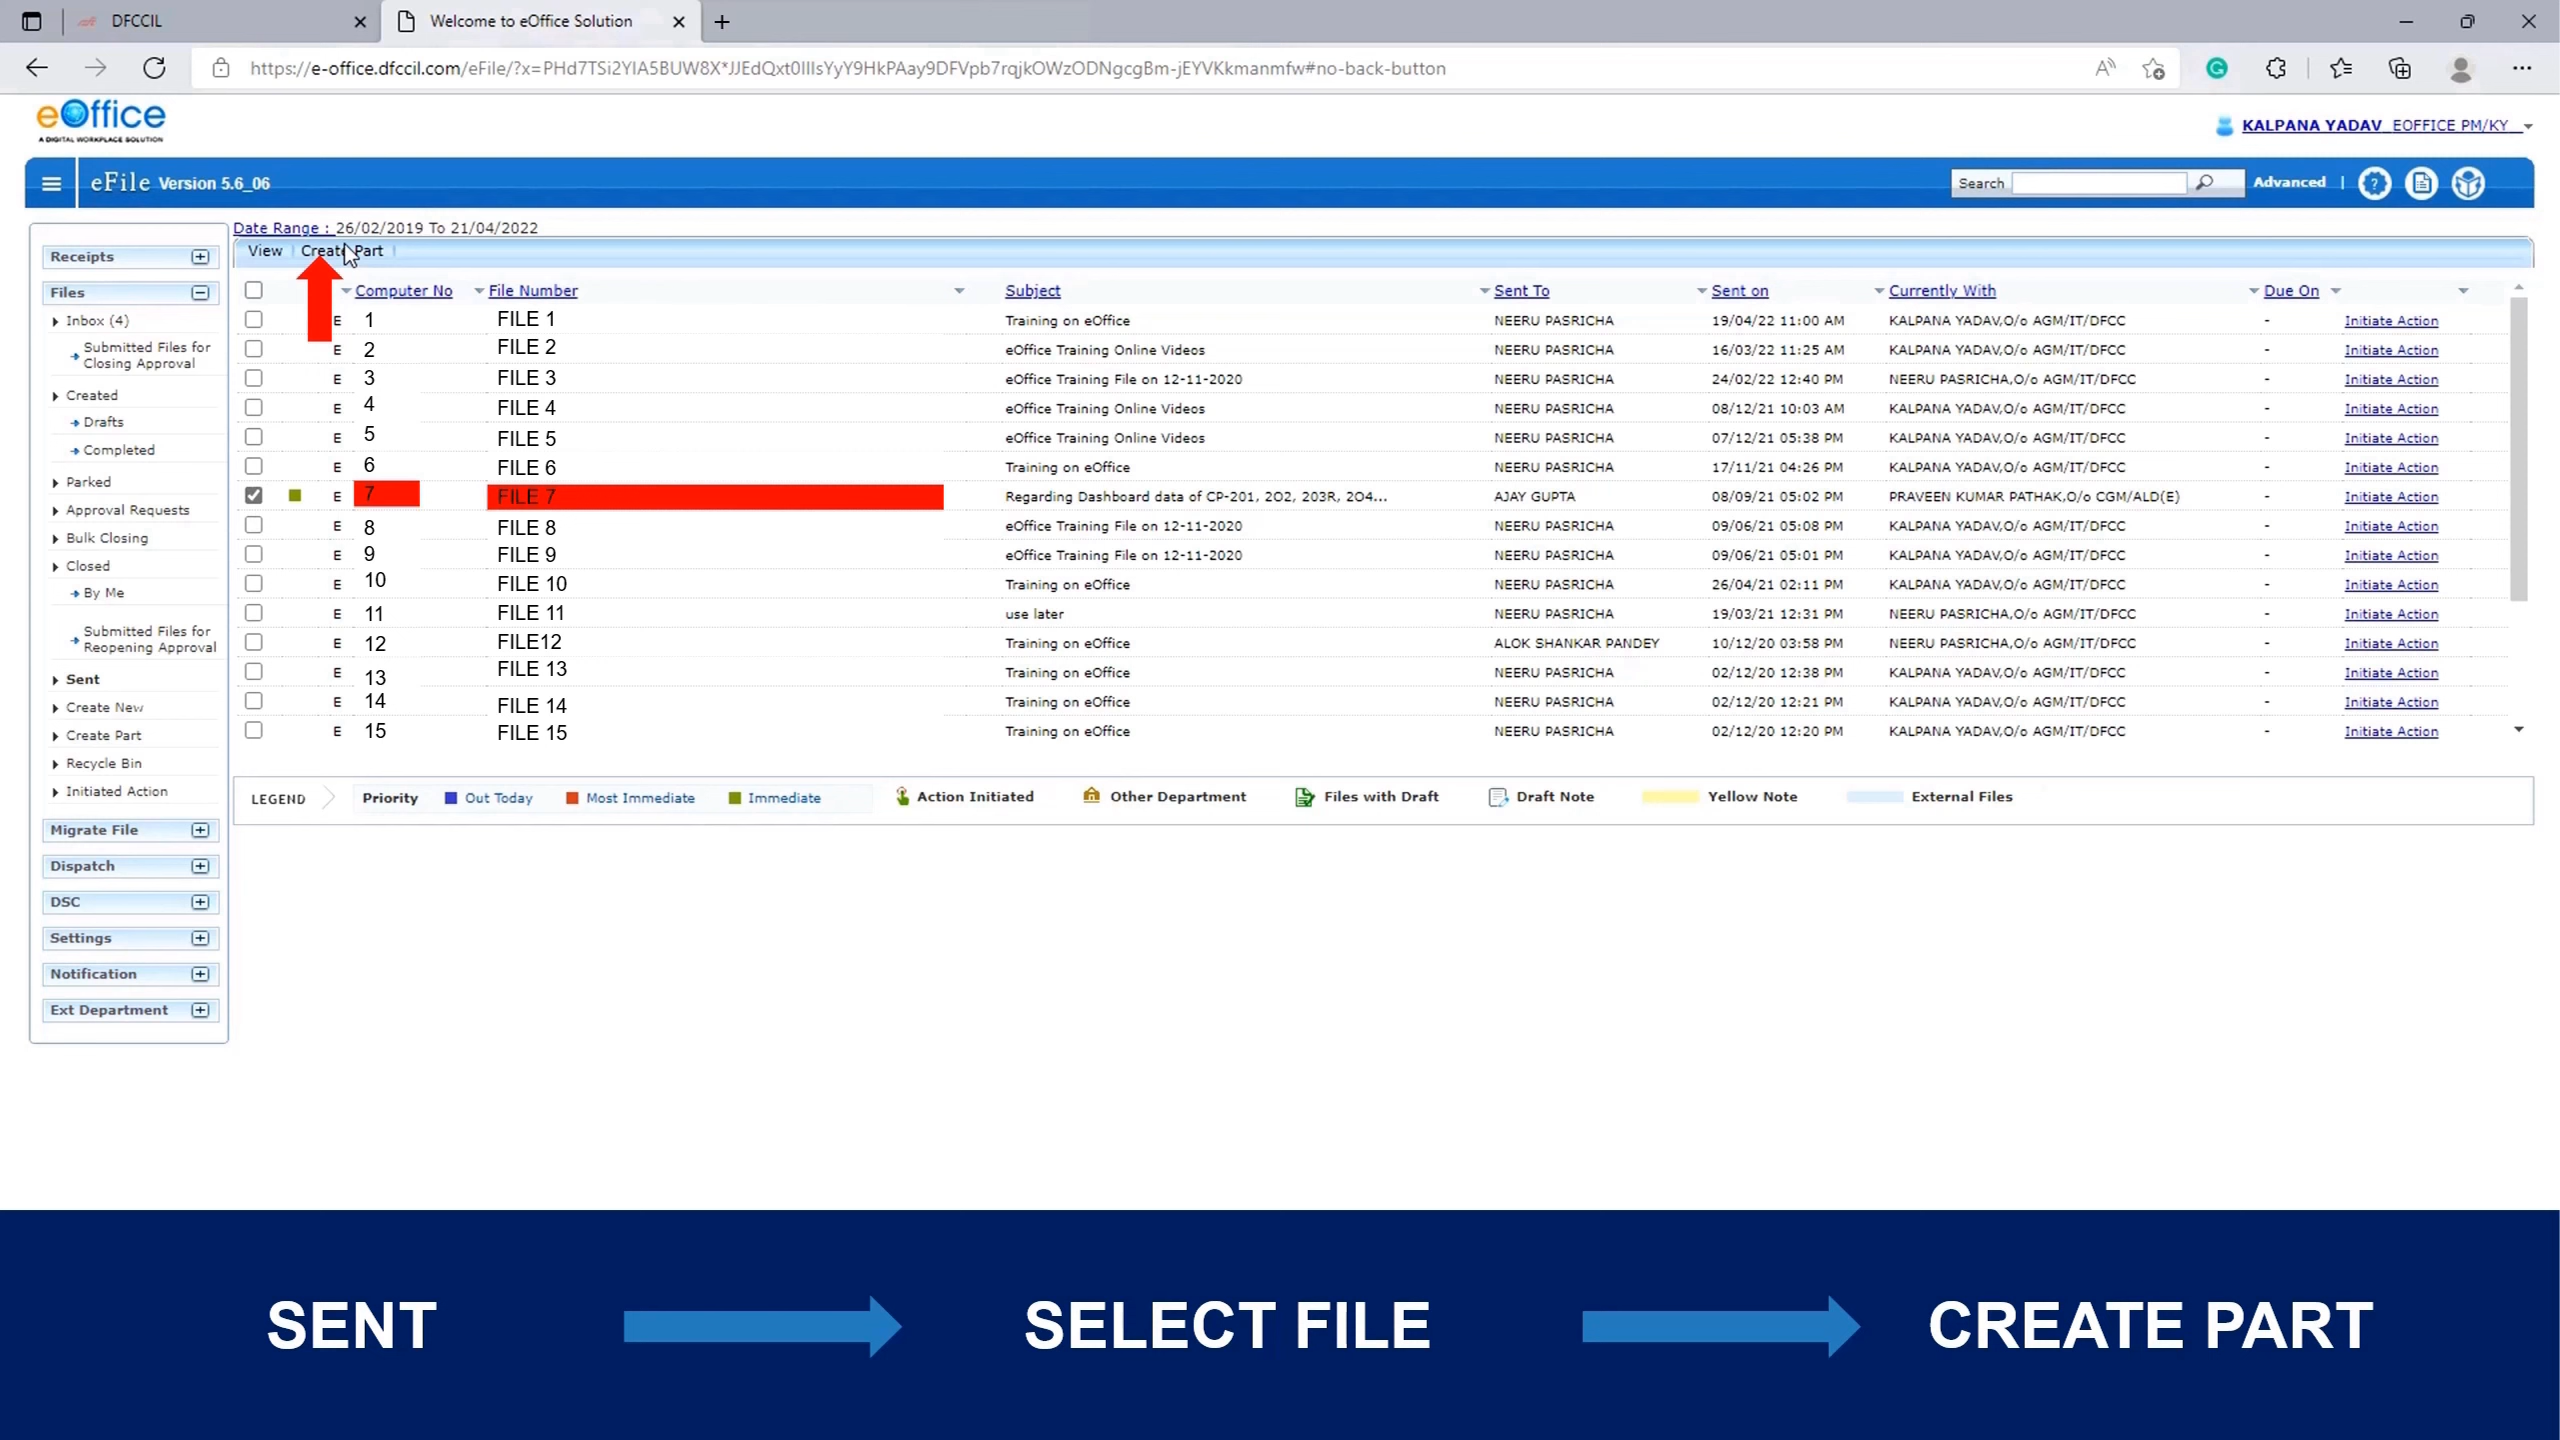 DFCCIL
Welcome to eOffice Solution
https://e-office.dfccil.com/eFile/?x=PHd7TSi2YIA5BUW8X*JJEdQxt0IlIsYyY9HkPAay9DFVpb7rqjkOWzODNgcgBm-jEYVKkmanmfw#no-back-button
eOffice
A DIGITAL WORKPLACE SOLUTION
KALPANA YADAV EOFFICE PM/KY
eFile Version 5.6_06
Search
Advanced
Date Range : 26/02/2019 To 21/04/2022
View Create Part
Receipts
Files
Inbox (4)
Submitted Files for
Closing Approval
Created
Drafts
Completed
Parked
Approval Requests
Bulk Closing
Closed
By Me
Submitted Files for
Reopening Approval
Sent
Create New
Create Part
Recycle Bin
Initiated Action
Migrate File
Dispatch
DSC
Settings
Notification
Ext Department
Computer No File Number Subject Sent To Sent on Currently With Due On
E 1 FILE 1 Training on eOffice NEERU PASRICHA 19/04/22 11:00 AM KALPANA YADAV,O/o AGM/IT/DFCC - Initiate Action
E 2 FILE 2 eOffice Training Online Videos NEERU PASRICHA 16/03/22 11:25 AM KALPANA YADAV,O/o AGM/IT/DFCC - Initiate Action
E 3 FILE 3 eOffice Training File on 12-11-2020 NEERU PASRICHA 24/02/22 12:40 PM NEERU PASRICHA,O/o AGM/IT/DFCC - Initiate Action
E 4 FILE 4 eOffice Training Online Videos NEERU PASRICHA 08/12/21 10:03 AM KALPANA YADAV,O/o AGM/IT/DFCC - Initiate Action
E 5 FILE 5 eOffice Training Online Videos NEERU PASRICHA 07/12/21 05:38 PM KALPANA YADAV,O/o AGM/IT/DFCC - Initiate Action
E 6 FILE 6 Training on eOffice NEERU PASRICHA 17/11/21 04:26 PM KALPANA YADAV,O/o AGM/IT/DFCC - Initiate Action
E 7 FILE 7 Regarding Dashboard data of CP-201, 2O2, 203R, 2O4... AJAY GUPTA 08/09/21 05:02 PM PRAVEEN KUMAR PATHAK,O/o CGM/ALD(E) - Initiate Action
E 8 FILE 8 eOffice Training File on 12-11-2020 NEERU PASRICHA 09/06/21 05:08 PM KALPANA YADAV,O/o AGM/IT/DFCC - Initiate Action
E 9 FILE 9 eOffice Training File on 12-11-2020 NEERU PASRICHA 09/06/21 05:01 PM KALPANA YADAV,O/o AGM/IT/DFCC - Initiate Action
E 10 FILE 10 Training on eOffice NEERU PASRICHA 26/04/21 02:11 PM KALPANA YADAV,O/o AGM/IT/DFCC - Initiate Action
E 11 FILE 11 use later NEERU PASRICHA 19/03/21 12:31 PM NEERU PASRICHA,O/o AGM/IT/DFCC - Initiate Action
E 12 FILE12 Training on eOffice ALOK SHANKAR PANDEY 10/12/20 03:58 PM NEERU PASRICHA,O/o AGM/IT/DFCC - Initiate Action
E 13 FILE 13 Training on eOffice NEERU PASRICHA 02/12/20 12:38 PM KALPANA YADAV,O/o AGM/IT/DFCC - Initiate Action
E 14 FILE 14 Training on eOffice NEERU PASRICHA 02/12/20 12:21 PM KALPANA YADAV,O/o AGM/IT/DFCC - Initiate Action
E 15 FILE 15 Training on eOffice NEERU PASRICHA 02/12/20 12:20 PM KALPANA YADAV,O/o AGM/IT/DFCC - Initiate Action
LEGEND Priority Out Today Most Immediate Immediate Action Initiated Other Department Files with Draft Draft Note Yellow Note External Files
SENT SELECT FILE CREATE PART